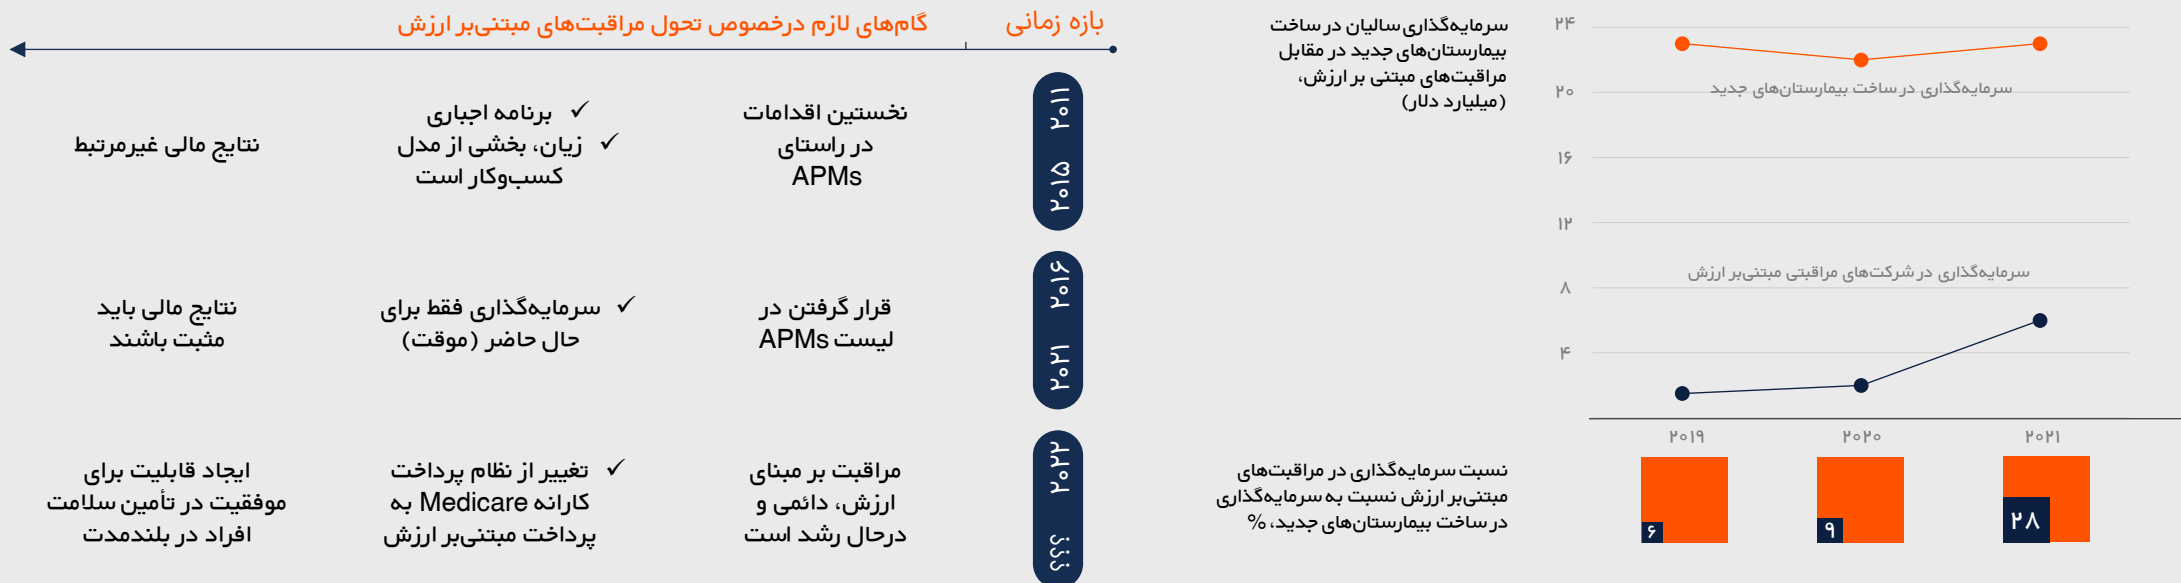 بازه زمانی
گام‌های لازم درخصوص تحول مراقبت‌های مبتنی‌بر ارزش
۲۰۱۱
۲۰۱۵
نخستین اقدامات
در راستای
APMs
✓ برنامه اجباری
✓ زیان، بخشی از مدل
کسب‌وکار است
نتایج مالی غیرمرتبط
۲۰۱۶
۲۰۲۱
قرار گرفتن در
لیست APMs
✓ سرمایه‌گذاری فقط برای
حال حاضر (موقت)
نتایج مالی باید
مثبت باشند
۲۰۲۲
؟؟؟
مراقبت بر مبنای
ارزش، دائمی و
درحال رشد است
✓ تغییر از نظام پرداخت
کارانه Medicare به
پرداخت مبتنی‌بر ارزش
ایجاد قابلیت برای
موفقیت در تأمین سلامت
افراد در بلندمدت
سرمایه‌گذاری سالیان در ساخت
بیمارستان‌های جدید در مقابل
مراقبت‌های مبتنی بر ارزش،
(میلیارد دلار)
۲۴
۲۰
۱۶
۱۲
۸
۴
سرمایه‌گذاری در ساخت بیمارستان‌های جدید
سرمایه‌گذاری در شرکت‌های مراقبتی مبتنی‌بر ارزش
۲۰۱۹
۲۰۲۰
۲۰۲۱
نسبت سرمایه‌گذاری در مراقبت‌های
مبتنی‌بر ارزش نسبت به سرمایه‌گذاری
در ساخت بیمارستان‌های جدید، %
۶
۹
۲۸